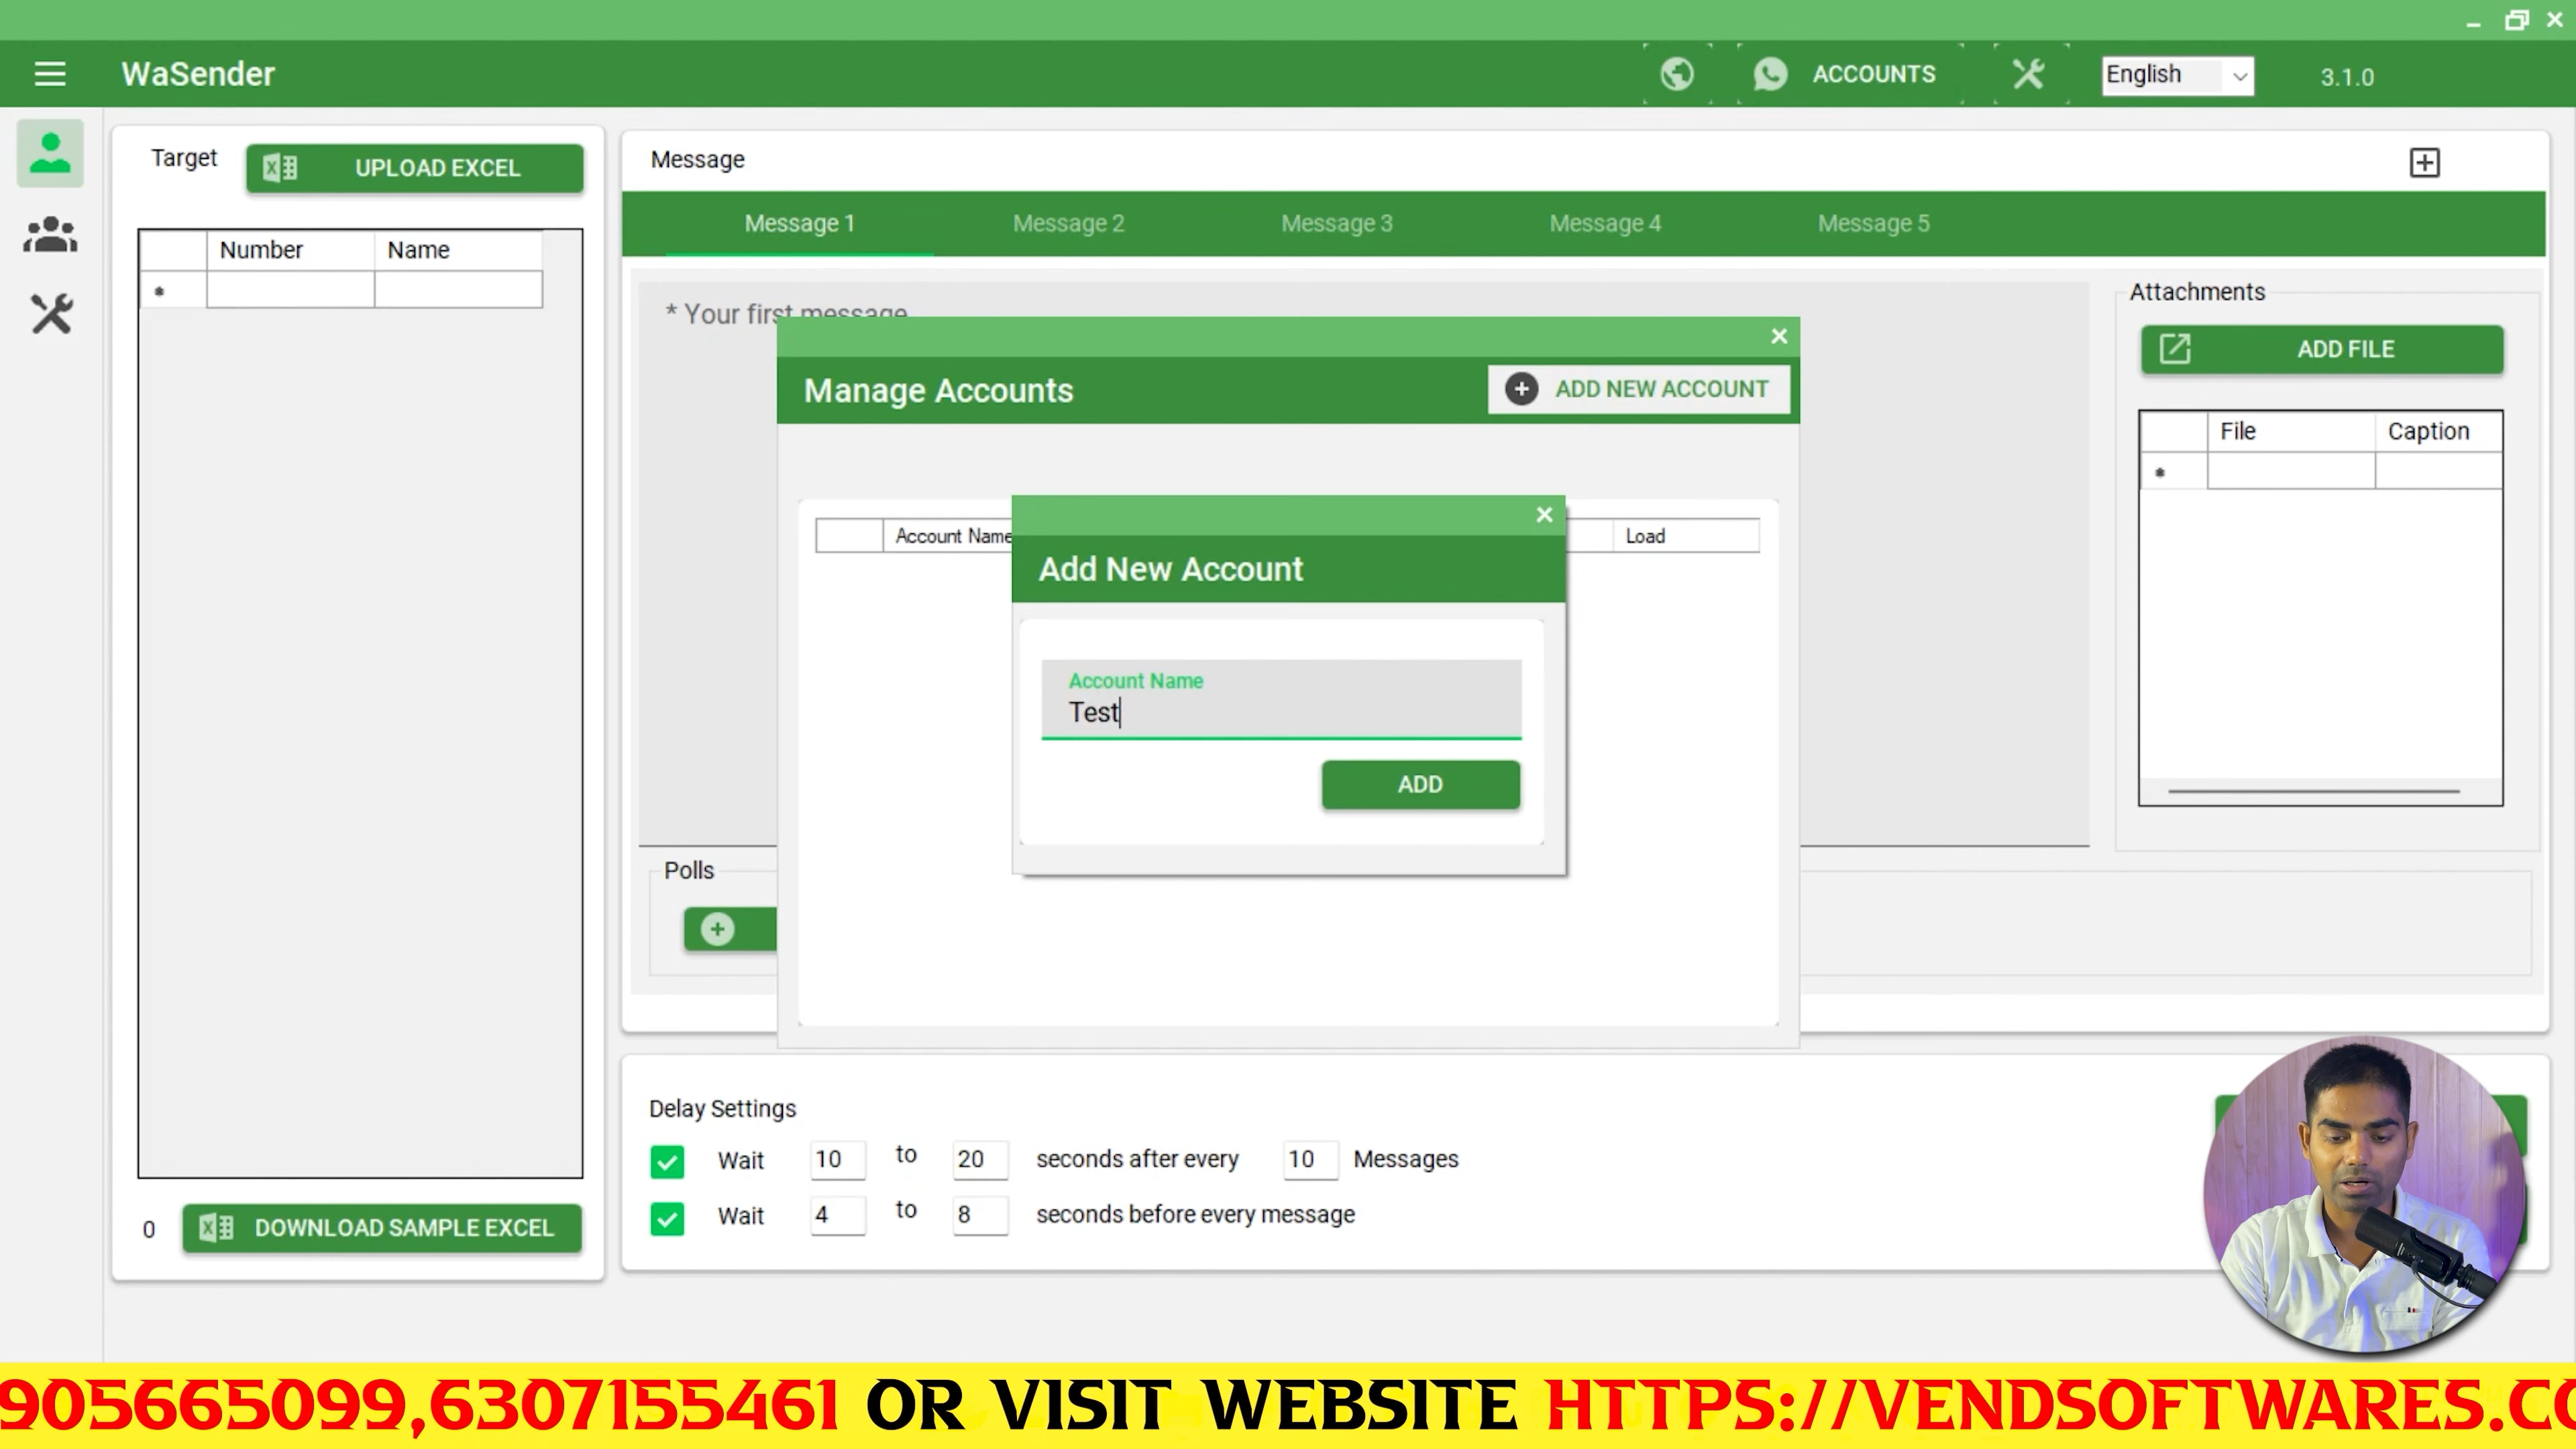 WaSender
ACCOUNTS
English
3.1.0
Target
UPLOAD EXCEL
Number
Name
*
0
DOWNLOAD SAMPLE EXCEL
Message
Message 1
Message 2
Message 3
Message 4
Message 5
* Your first message
Attachments
ADD FILE
File
Caption
*
Manage Accounts
ADD NEW ACCOUNT
Account Name
Load
Add New Account
Account Name
Test
ADD
Polls
Delay Settings
Wait 10 to 20 seconds after every 10 Messages
Wait 4 to 8 seconds before every message
905665099,6307155461 OR VISIT WEBSITE HTTPS://VENDSOFTWARES.CO